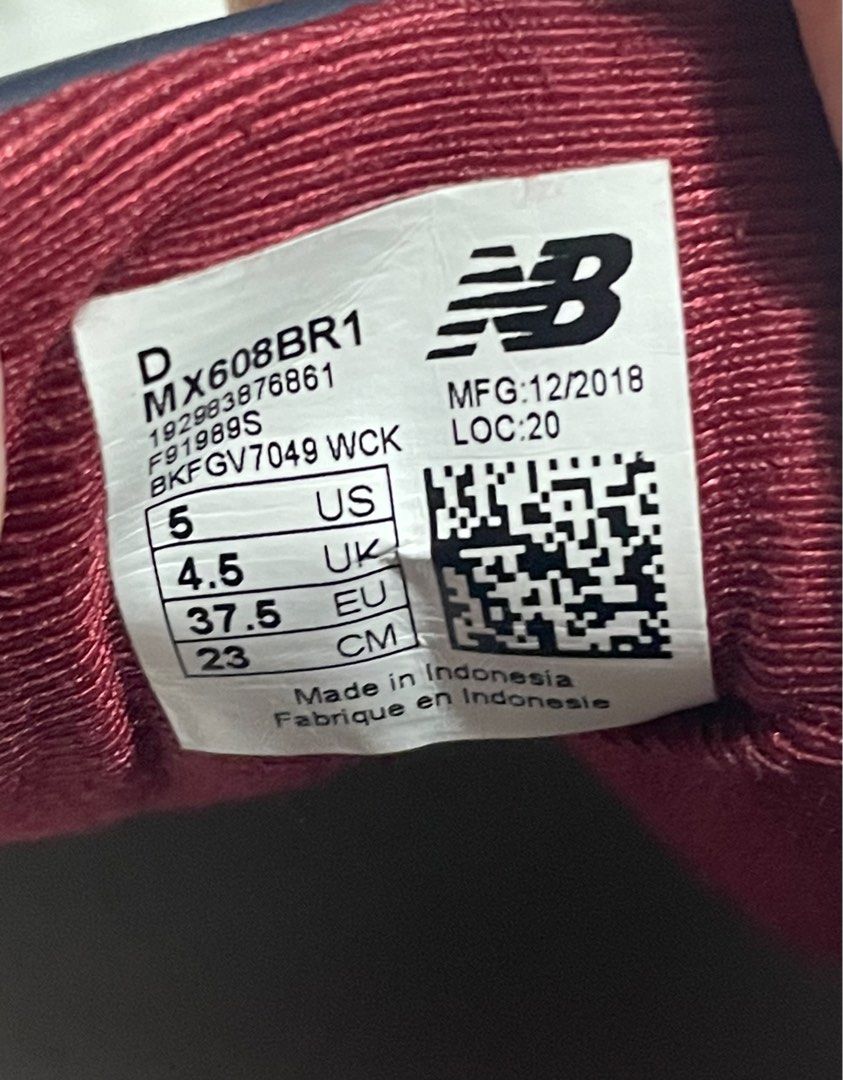 D
MX608BR1
192983876861
F91989S
BKFGV7049 WCK
5 US
4.5 UK
37.5 EU
23 CM
NB
MFG:12/2018
LOC:20
Made in Indonesia
Fabrique en Indonesie